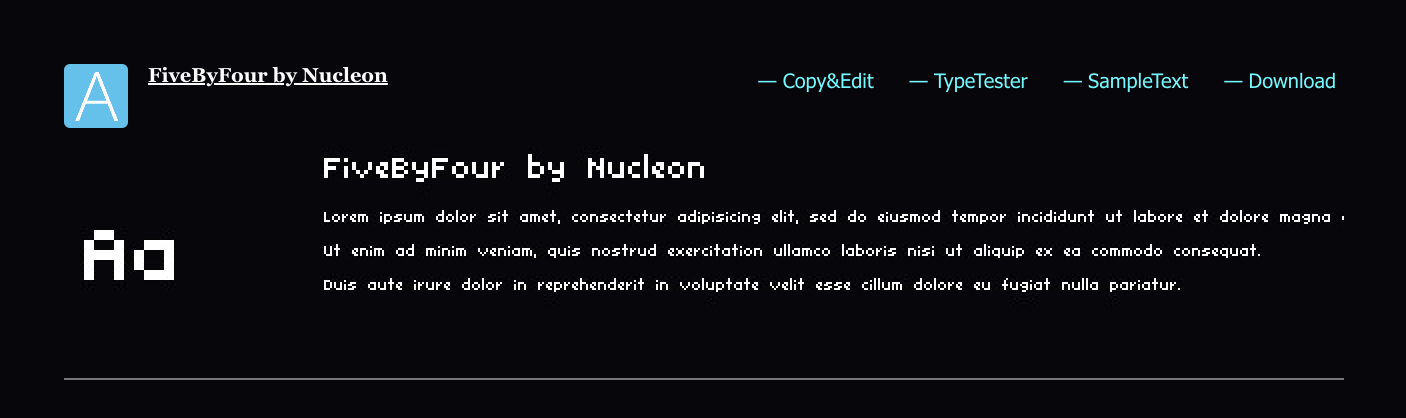 A
FiveByFour by Nucleon
— Copy&Edit — TypeTester — SampleText — Download
FiveByFour by Nucleon
Lorem ipsum dolor sit amet, consectetur adipisicing elit, sed do eiusmod tempor incididunt ut labore et dolore magna
Aa
Ut enim ad minim veniam, quis nostrud exercitation ullamco laboris nisi ut aliquip ex ea commodo consequat.
Duis aute irure dolor in reprehenderit in voluptate velit esse cillum dolore eu fugiat nulla pariatur.